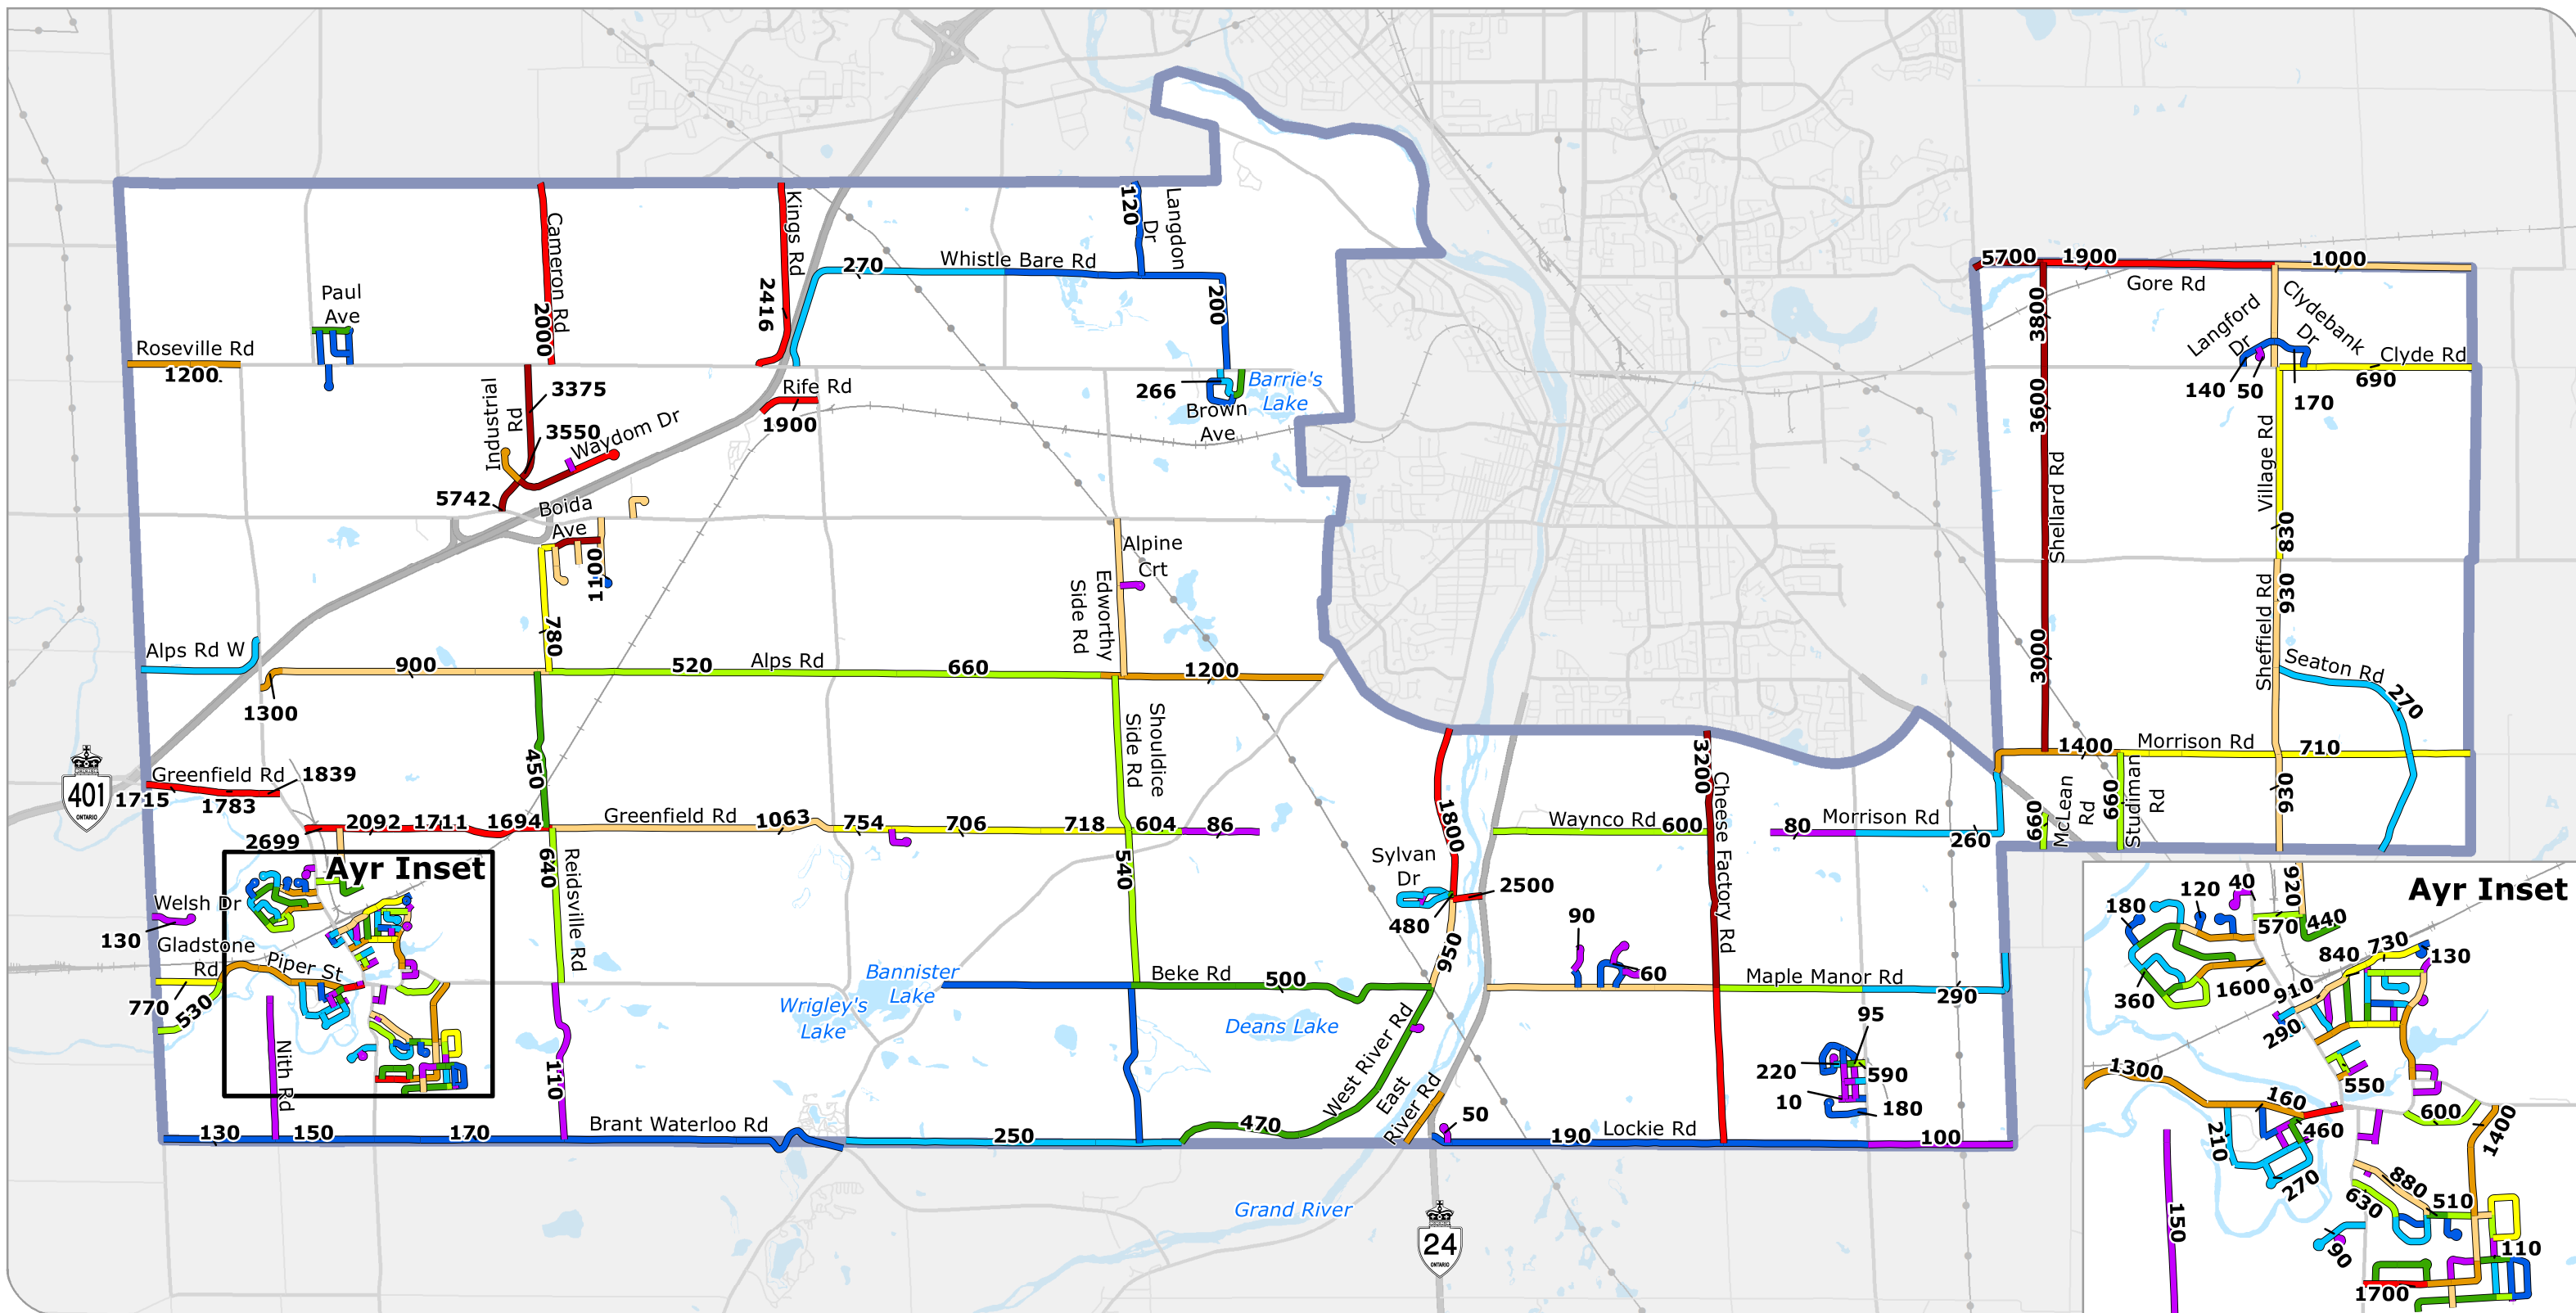 Kings Rd
Cameron Rd
2000
2416
120
Langdon
Dr
270
Whistle Bare Rd
200
5700
1900
1000
Gore Rd
3800
Paul
Ave
Roseville Rd
1200
Langford
Dr
Clydebank
Dr
Clyde Rd
690
140
50
170
Industrial
Rd
3375
3550
Waydom Dr
5742
Rife Rd
1900
266
Brown
Ave
Barrie's
Lake
3600
Village Rd
830
Shellard Rd
Boida
Ave
1100
780
Alpine
Crt
Edworthy
Side Rd
930
Sheffield Rd
3000
Alps Rd W
900
520
Alps Rd
660
1200
1300
Seaton Rd
270
450
Shouldice
Side Rd
401
ONTARIO
Greenfield Rd
1839
1715
1783
3200
1400
Morrison Rd
710
930
2699
2092
1711
1694
Greenfield Rd
1063
754
706
718
604
86
1800
Waynco Rd
600
Cheese Factory Rd
Morrison Rd
80
260
660
McLean
Rd
660
Studiman
Rd
Ayr Inset
640
Reidsville Rd
540
Sylvan
Dr
2500
480
950
Welsh Dr
130
Gladstone
Rd
Piper St
770
530
Nith Rd
110
Bannister
Lake
Wrigley's
Lake
Beke Rd
500
Deans Lake
West River Rd
470
East
River Rd
90
60
Maple Manor Rd
290
95
220
590
10
180
130
150
170
Brant Waterloo Rd
250
50
190
Lockie Rd
100
Grand River
24
ONTARIO
Ayr Inset
180
120
40
920
570
440
730
840
130
360
1600
910
290
1300
550
160
460
600
1400
210
270
880
630
510
150
90
110
1700